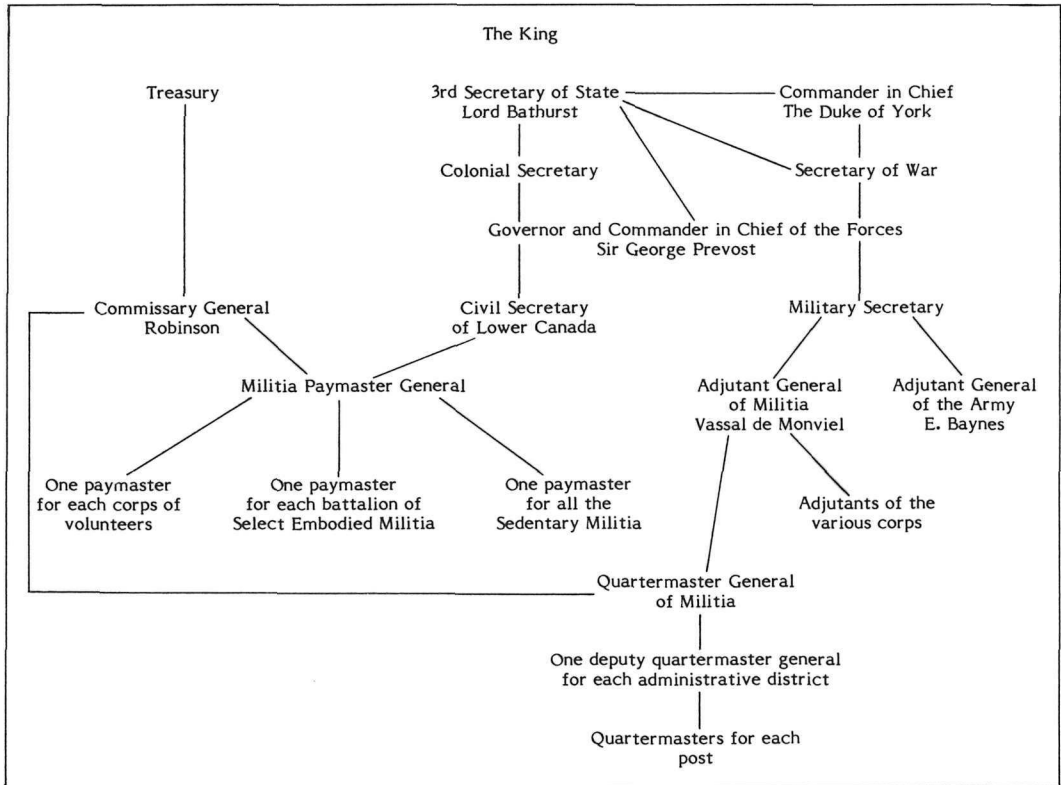 The King
Treasury
3rd Secretary of State
Lord Bathurst
Commander in Chief
The Duke of York
Colonial Secretary
Secretary of War
Governor and Commander in Chief of the Forces
Sir George Prevost
Commissary General
Robinson
Civil Secretary
of Lower Canada
Military Secretary
Militia Paymaster General
Adjutant General
of Militia
Vassal de Monviel
Adjutant General
of the Army
E. Baynes
One paymaster
for each corps of
volunteers
One paymaster
for each battalion of
Select Embodied Militia
One paymaster
for all the
Sedentary Militia
Adjutants of the
various corps
Quartermaster General
of Militia
One deputy quartermaster general
for each administrative district
Quartermasters for each
post